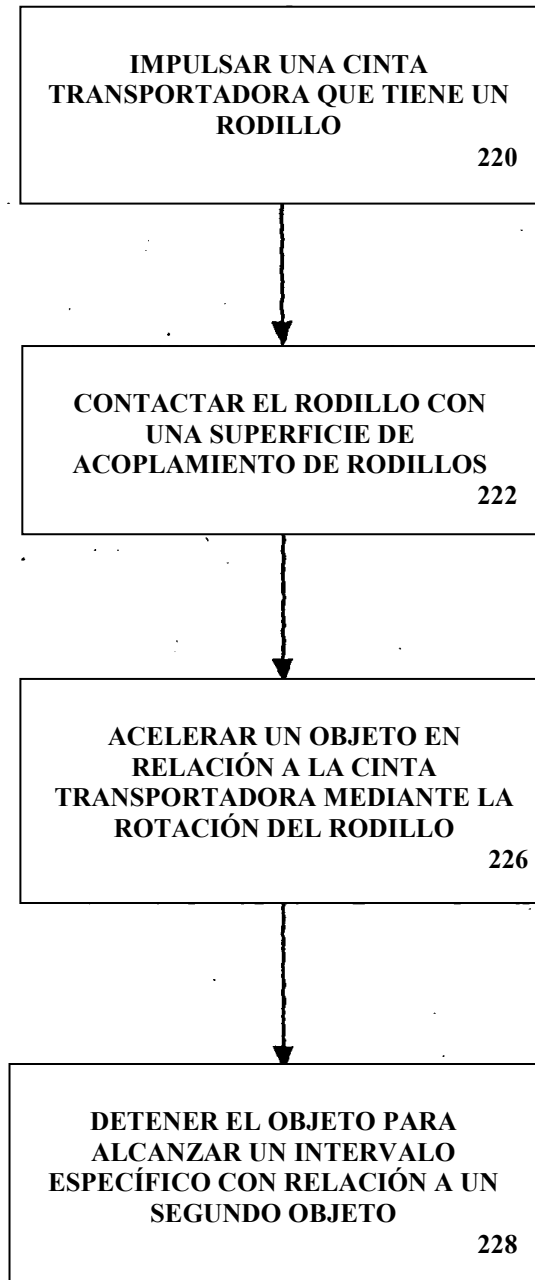 IMPULSAR UNA CINTA
TRANSPORTADORA QUE TIENE UN
RODILLO
220
CONTACTAR EL RODILLO CON
UNA SUPERFICIE DE
ACOPLAMIENTO DE RODILLOS
222
ACELERAR UN OBJETO EN
RELACIÓN A LA CINTA
TRANSPORTADORA MEDIANTE LA
ROTACIÓN DEL RODILLO
226
DETENER EL OBJETO PARA
ALCANZAR UN INTERVALO
ESPECÍFICO CON RELACIÓN A UN
SEGUNDO OBJETO
228